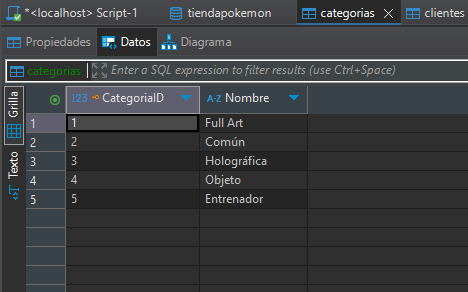 *<localhost> Script-1 tiendapokemon categorias clientes
Propiedades Datos Diagrama
categorias Enter a SQL expression to filter results (use Ctrl+Space)
Grilla
Texto
123 CategoriaID A-Z Nombre
1 1 Full Art
2 2 Común
3 3 Holográfica
4 4 Objeto
5 5 Entrenador